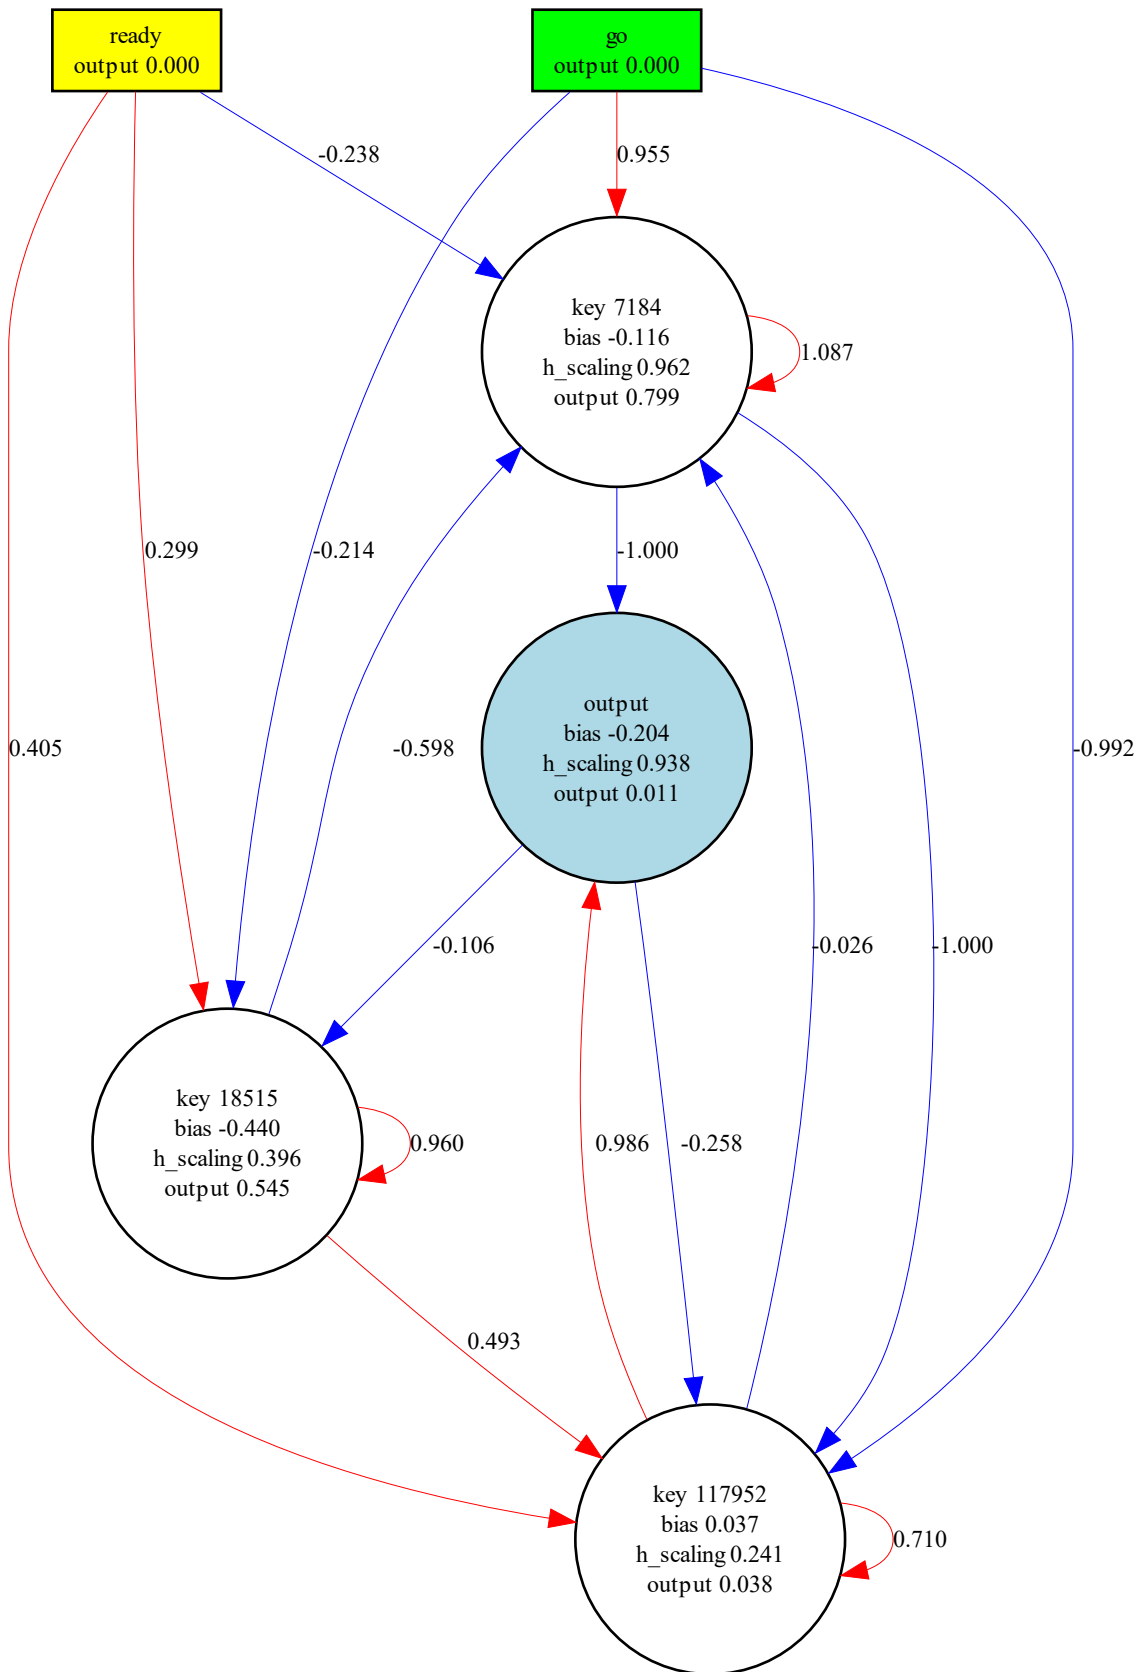 ready
output 0.000
go
output 0.000
-0.238
0.955
key 7184
bias -0.116
h_scaling 0.962
output 0.799
1.087
0.299
-0.214
-1.000
output
bias -0.204
h_scaling 0.938
output 0.011
0.405
-0.598
-0.992
-0.106
-0.026
-1.000
key 18515
bias -0.440
h_scaling 0.396
output 0.545
0.960
0.986
-0.258
0.493
key 117952
bias 0.037
h_scaling 0.241
output 0.038
0.710